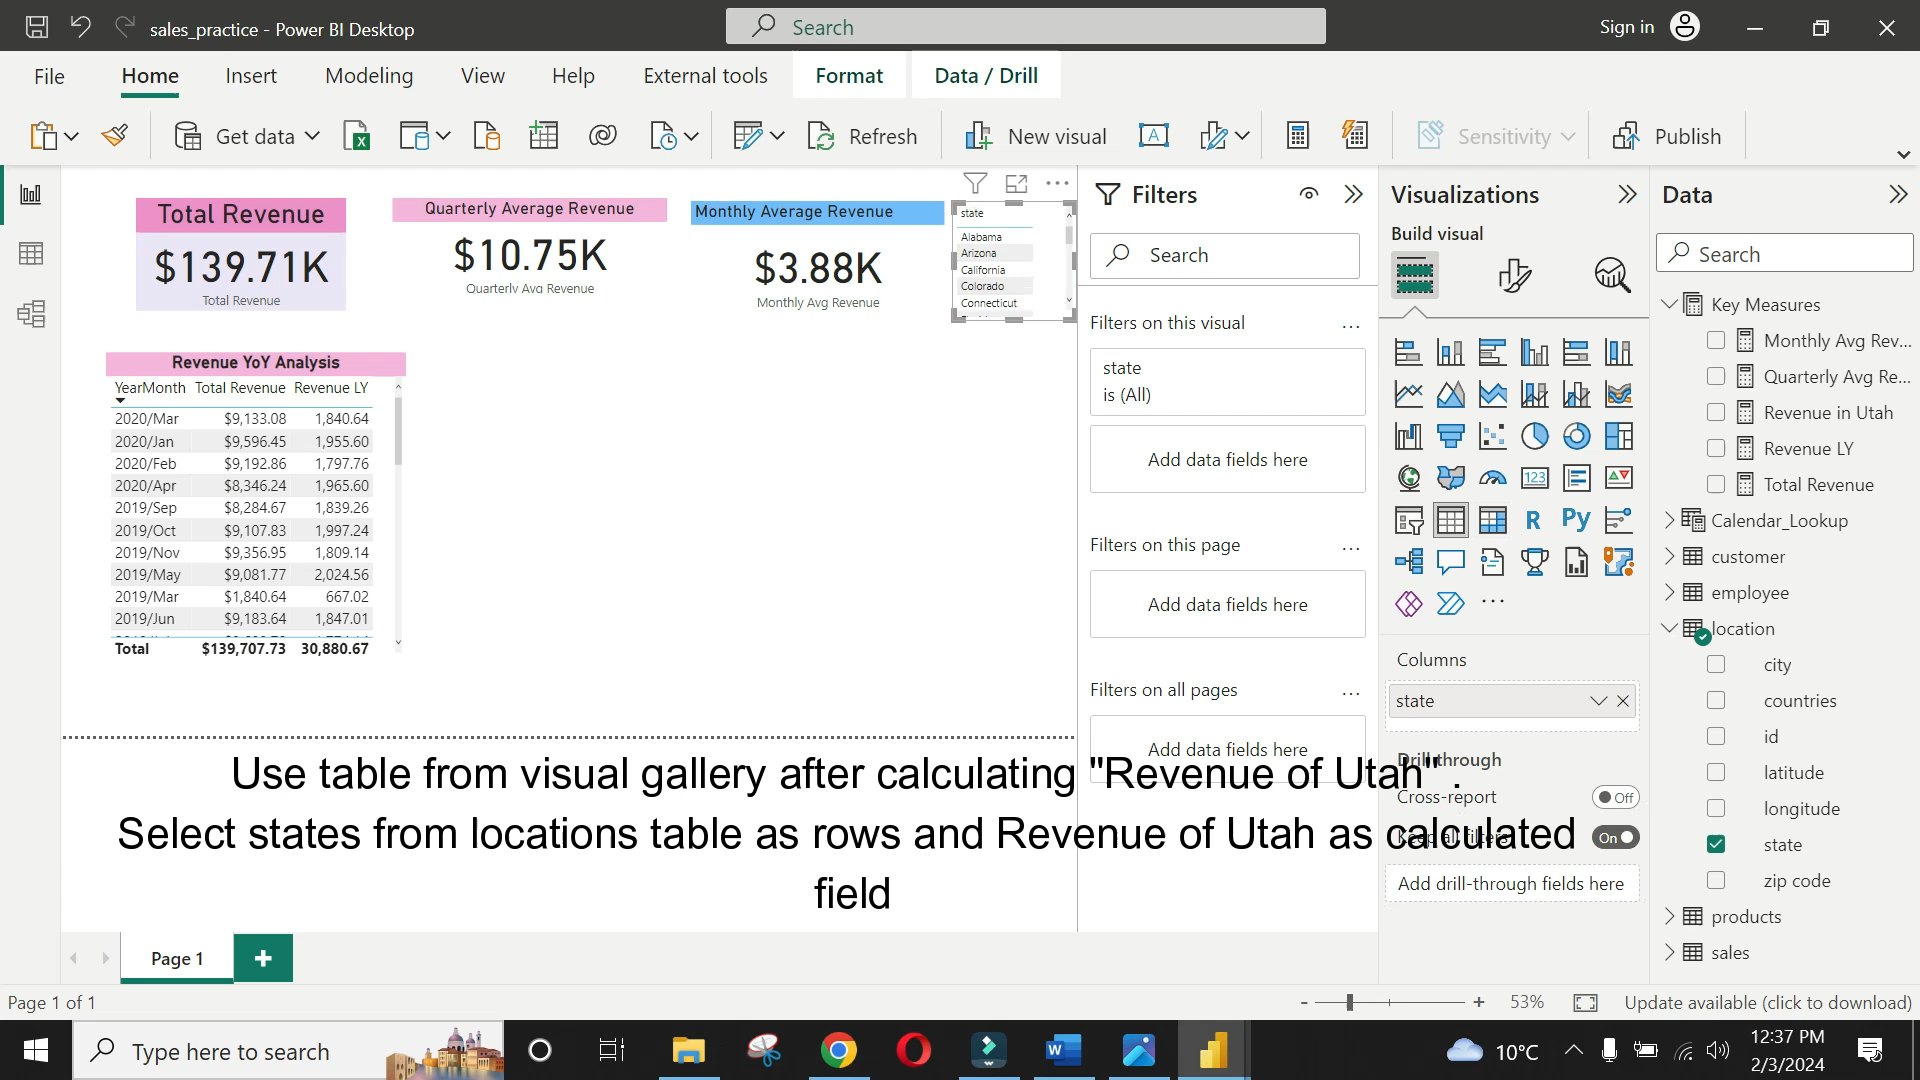 sales_practice - Power BI Desktop
Search
Sign in
File
Home
Insert
Modeling
View
Help
External tools
Format
Data / Drill
Get data
Refresh
New visual
Sensitivity
Publish
Total Revenue
$139.71K
Total Revenue
Quarterly Average Revenue
$10.75K
Quarterly Avg Revenue
Monthly Average Revenue
$3.88K
Monthly Avg Revenue
state
Alabama
Arizona
California
Colorado
Connecticut
Revenue YoY Analysis
YearMonth Total Revenue Revenue LY
2020/Mar $9,133.08 1,840.64
2020/Jan $9,596.45 1,955.60
2020/Feb $9,192.86 1,797.76
2020/Apr $8,346.24 1,965.60
2019/Sep $8,284.67 1,839.26
2019/Oct $9,107.83 1,997.24
2019/Nov $9,356.95 1,809.14
2019/May $9,081.77 2,024.56
2019/Mar $1,840.64 667.02
2019/Jun $9,183.64 1,847.01
Total $139,707.73 30,880.67
Filters
Search
Filters on this visual
state
is (All)
Add data fields here
Filters on this page
Add data fields here
Filters on all pages
Add data fields here
Visualizations
Build visual
123
R
Py
Columns
state
Drill through
Cross-report
Off
Keep all filters
On
Add drill-through fields here
Data
Search
Key Measures
Monthly Avg Rev...
Quarterly Avg Re...
Revenue in Utah
Revenue LY
Total Revenue
Calendar_Lookup
customer
employee
location
city
countries
id
latitude
longitude
state
zip code
products
sales
Use table from visual gallery after calculating "Revenue of Utah" .
Select states from locations table as rows and Revenue of Utah as calculated
field
Page 1
Page 1 of 1
- + 53%
Update available (click to download)
Type here to search
10°C
12:37 PM
2/3/2024